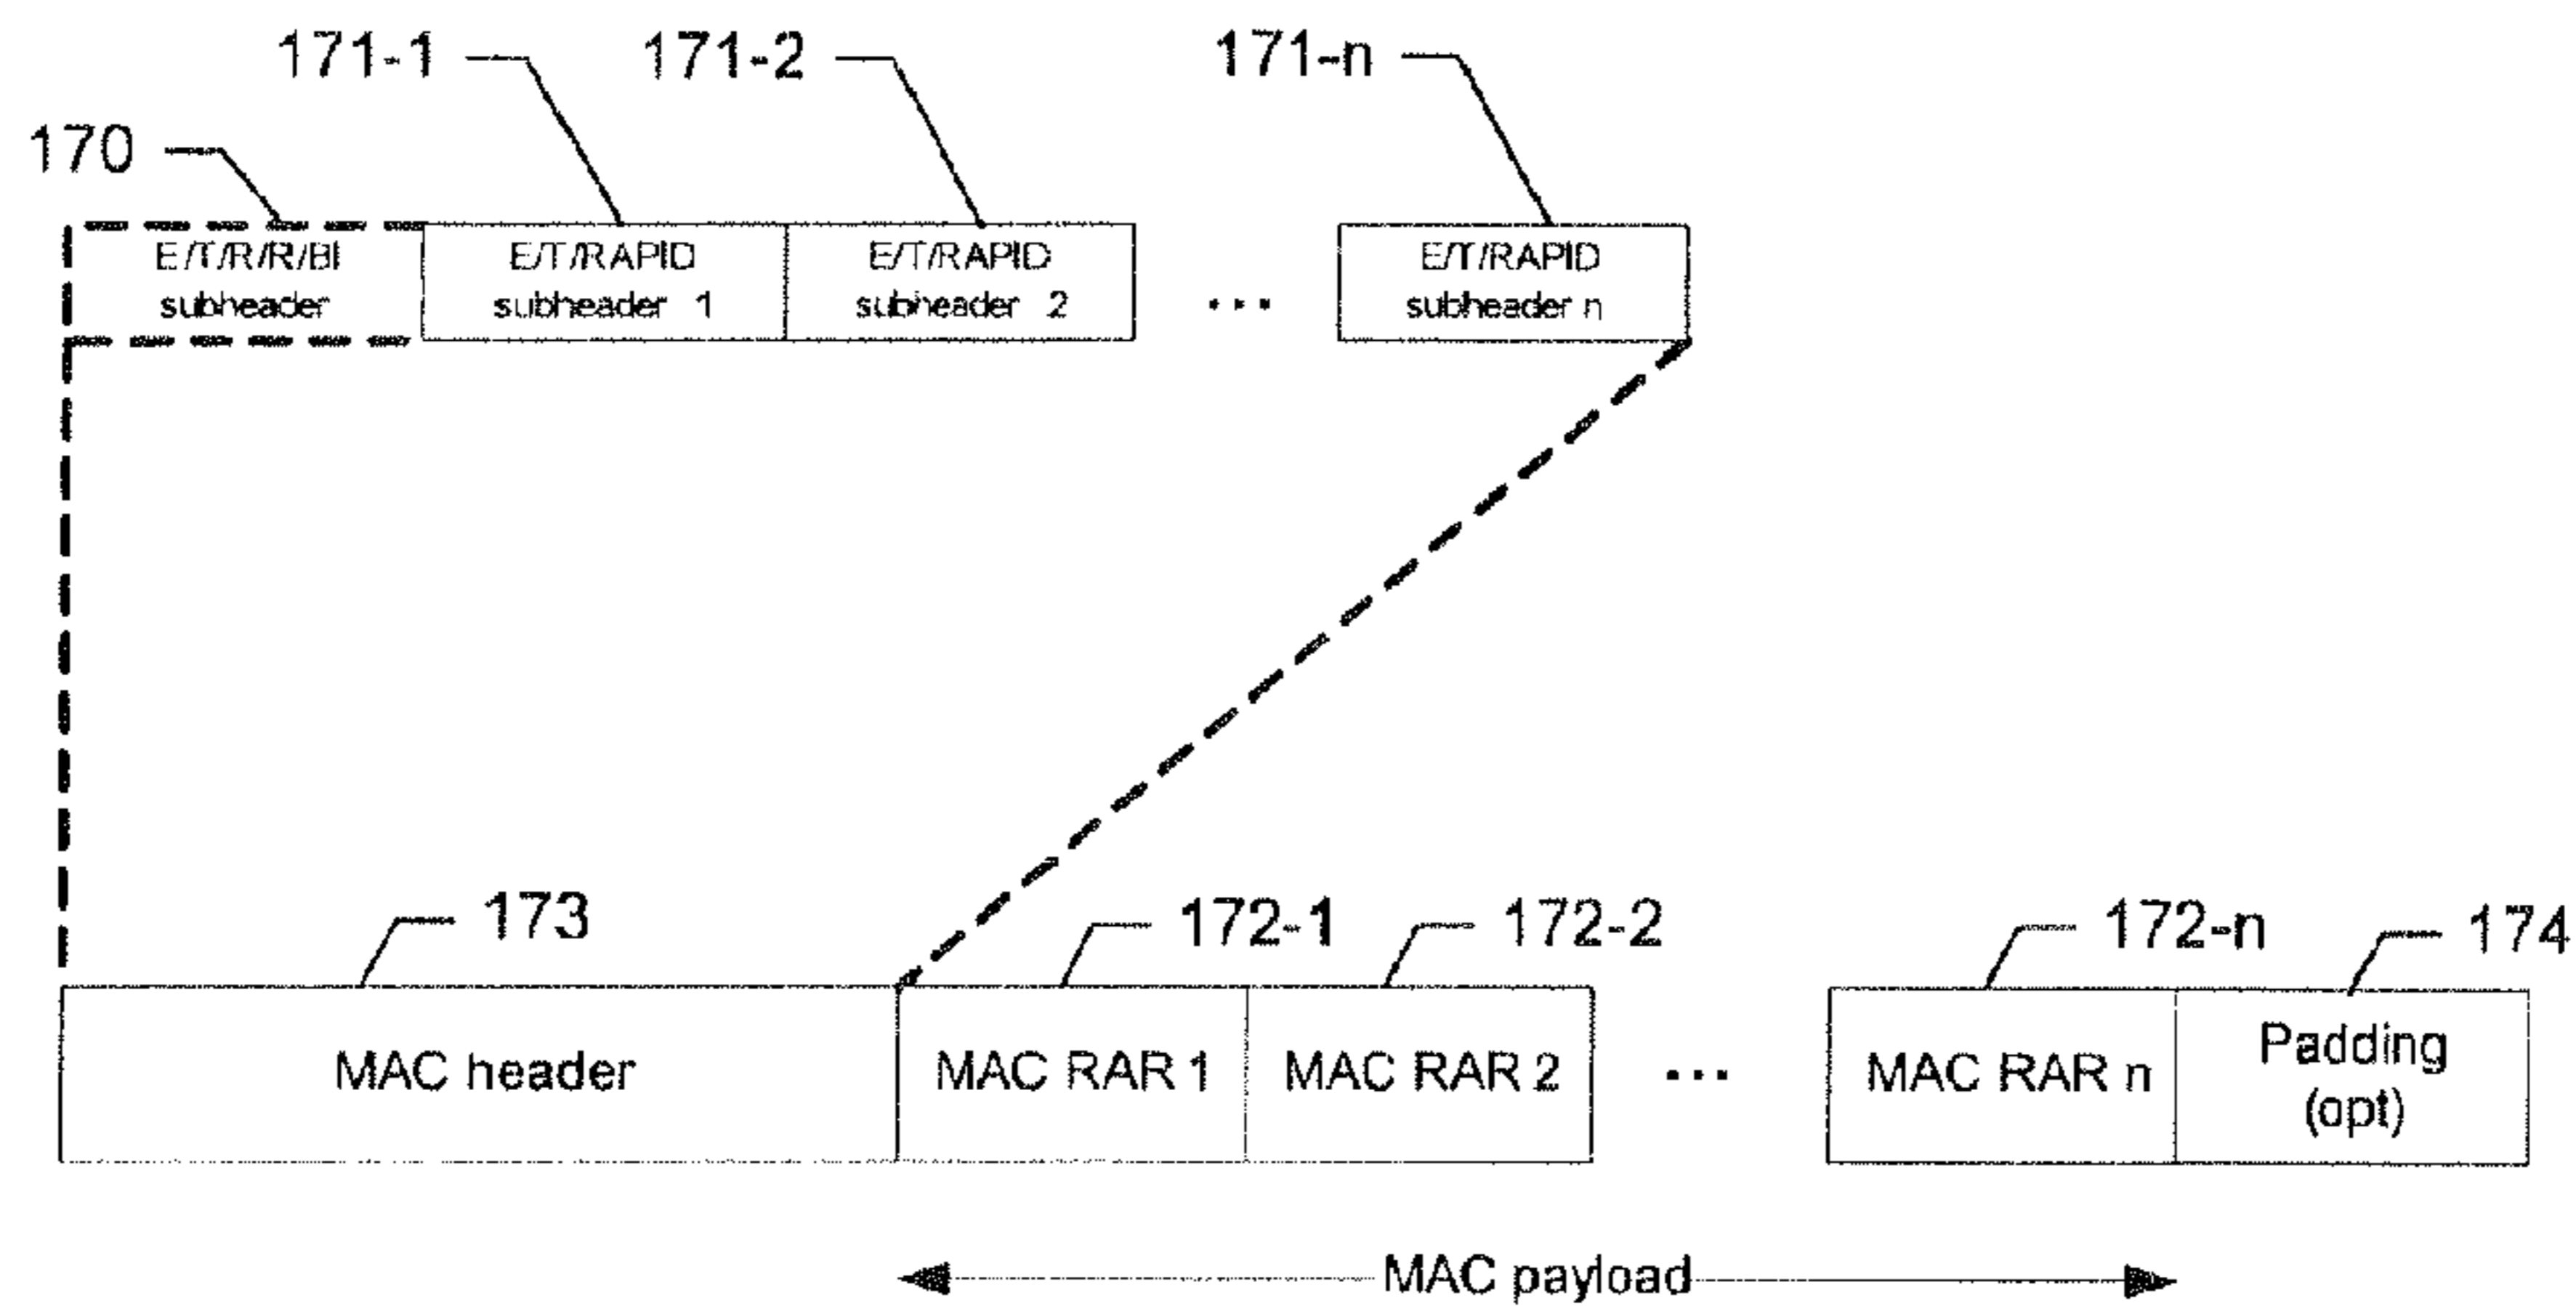 171-1 171-2 171-n
170
E/T/R/R/BI E/T/RAPID E/T/RAPID E/T/RAPID
subheader subheader 1 subheader 2 ... subheader n
173 172-1 172-2 172-n 174
MAC header MAC RAR 1 MAC RAR 2 ... MAC RAR n Padding
(opt)
MAC payload